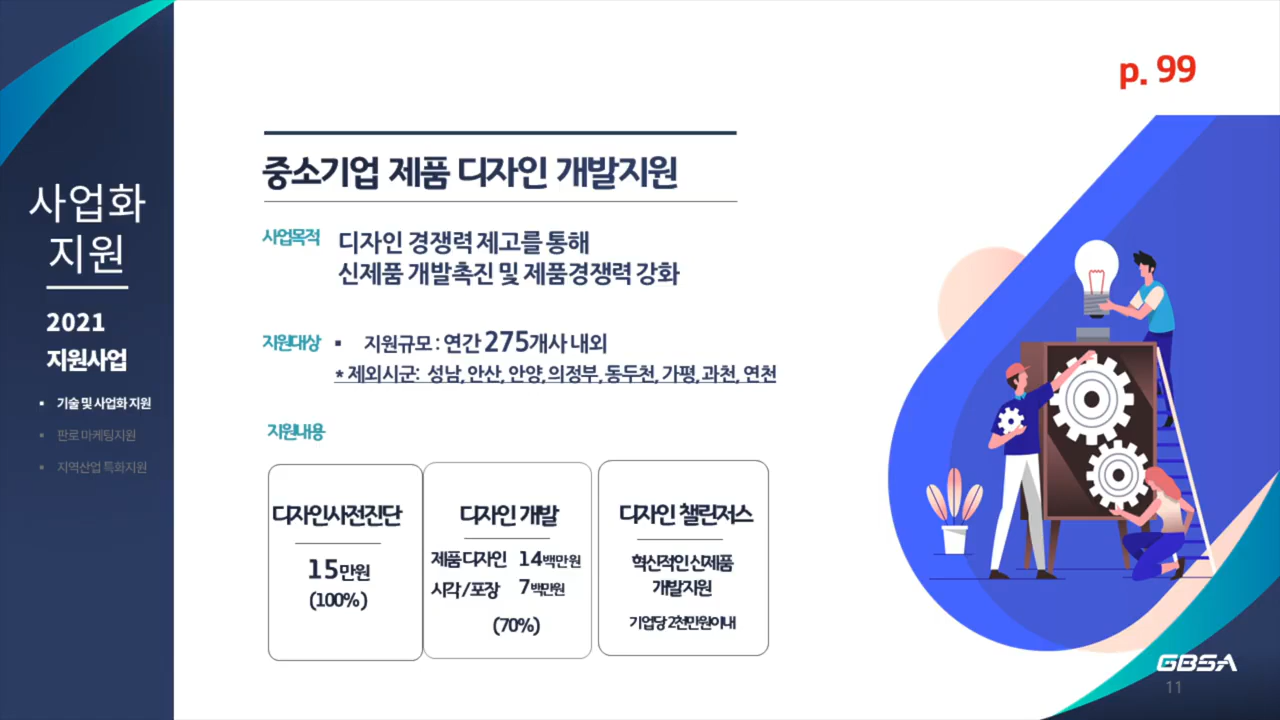 p. 99
사업화
지원
2021
지원사업
▪ 기술 및 사업화 지원
▪ 판로 마케팅지원
▪ 지역산업 특화지원
중소기업 제품 디자인 개발지원
사업목적 디자인 경쟁력 제고를 통해
신제품 개발촉진 및 제품경쟁력 강화
지원대상 ▪ 지원규모 : 연간 275개사 내외
* 제외시군: 성남, 안산, 안양, 의정부, 동두천, 가평, 과천, 연천
지원내용
디자인사전진단
15만원
(100%)
디자인 개발
제품 디자인 14백만원
시각/포장 7백만원
(70%)
디자인 챌린저스
혁신적인 신제품
개발지원
기업당 2천만원이내
GBSA
11